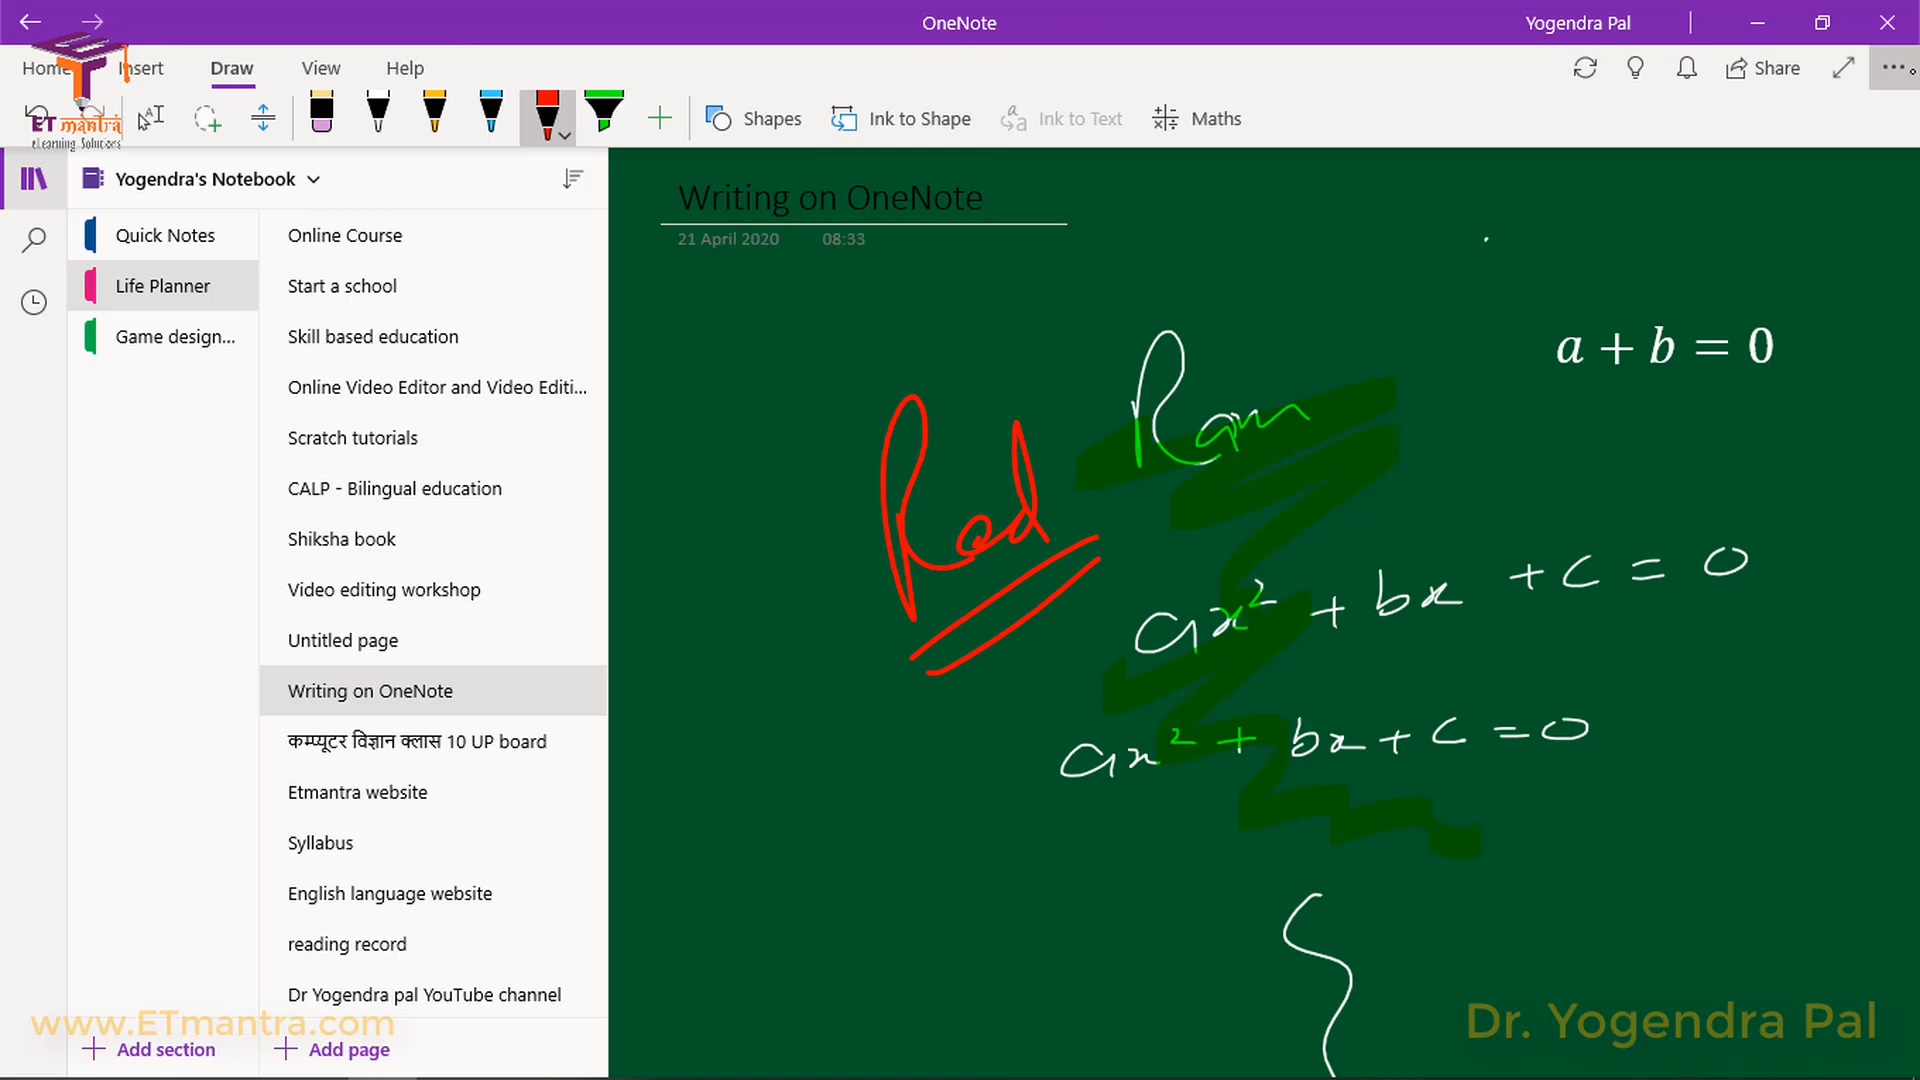 OneNote
Yogendra Pal
Home Insert Draw View Help
Share
Shapes Ink to Shape Ink to Text Maths
ET mantra
eLearning Solutions
Yogendra's Notebook
Quick Notes
Life Planner
Game design...
Add section
Online Course
Start a school
Skill based education
Online Video Editor and Video Editi...
Scratch tutorials
CALP - Bilingual education
Shiksha book
Video editing workshop
Untitled page
Writing on OneNote
कम्प्यूटर विज्ञान क्लास 10 UP board
Etmantra website
Syllabus
English language website
reading record
Dr Yogendra pal YouTube channel
Add page
Writing on OneNote
21 April 2020 08:33
a + b = 0
Ram
Red
ax² + bx + c = 0
ax² + bx + c = 0
www.ETmantra.com
Dr. Yogendra Pal